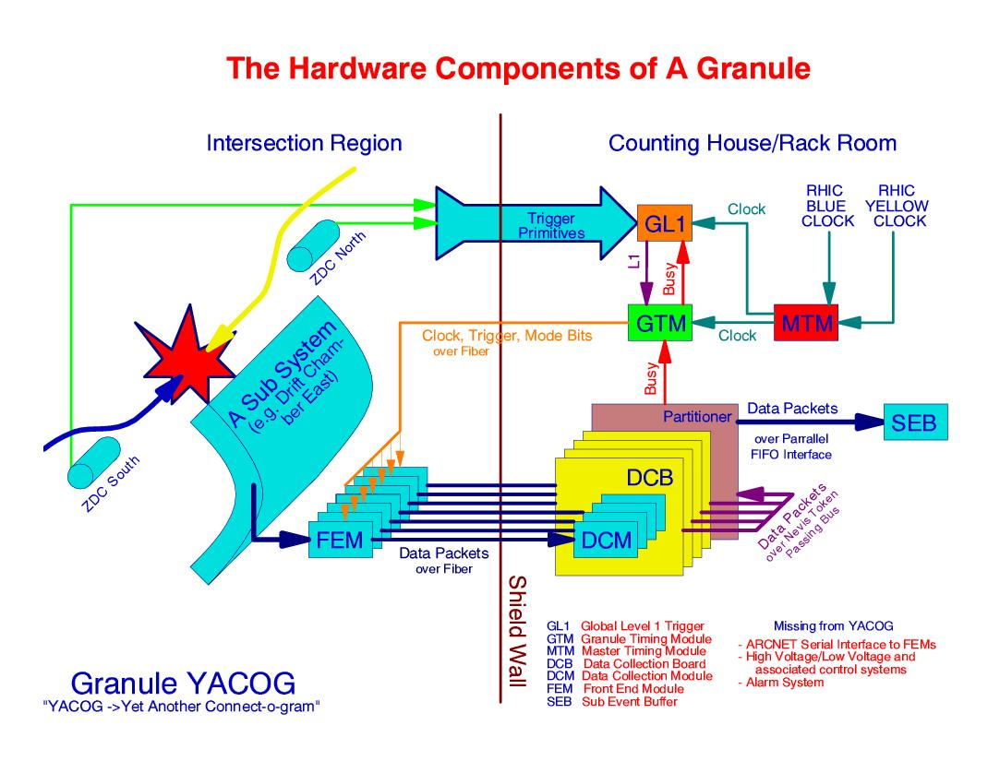 The Hardware Components of A Granule
Intersection Region
Counting House/Rack Room
RHIC
BLUE
CLOCK
RHIC
YELLOW
CLOCK
Clock
Trigger
Primitives
GL1
ZDC North
L1
Busy
GTM
Clock
MTM
Clock, Trigger, Mode Bits
over Fiber
A Sub System
(e.g. Drift Cham-
ber East)
Busy
Partitioner
Data Packets
over Parrallel
FIFO Interface
SEB
ZDC South
DCB
FEM
DCM
Data Packets
over Fiber
Data Packets
over Nevis Token
Passing Bus
Shield Wall
GL1 Global Level 1 Trigger
GTM Granule Timing Module
MTM Master Timing Module
DCB Data Collection Board
DCM Data Collection Module
FEM Front End Module
SEB Sub Event Buffer
Missing from YACOG
- ARCNET Serial Interface to FEMs
- High Voltage/Low Voltage and
associated control systems
- Alarm System
Granule YACOG
"YACOG ->Yet Another Connect-o-gram"